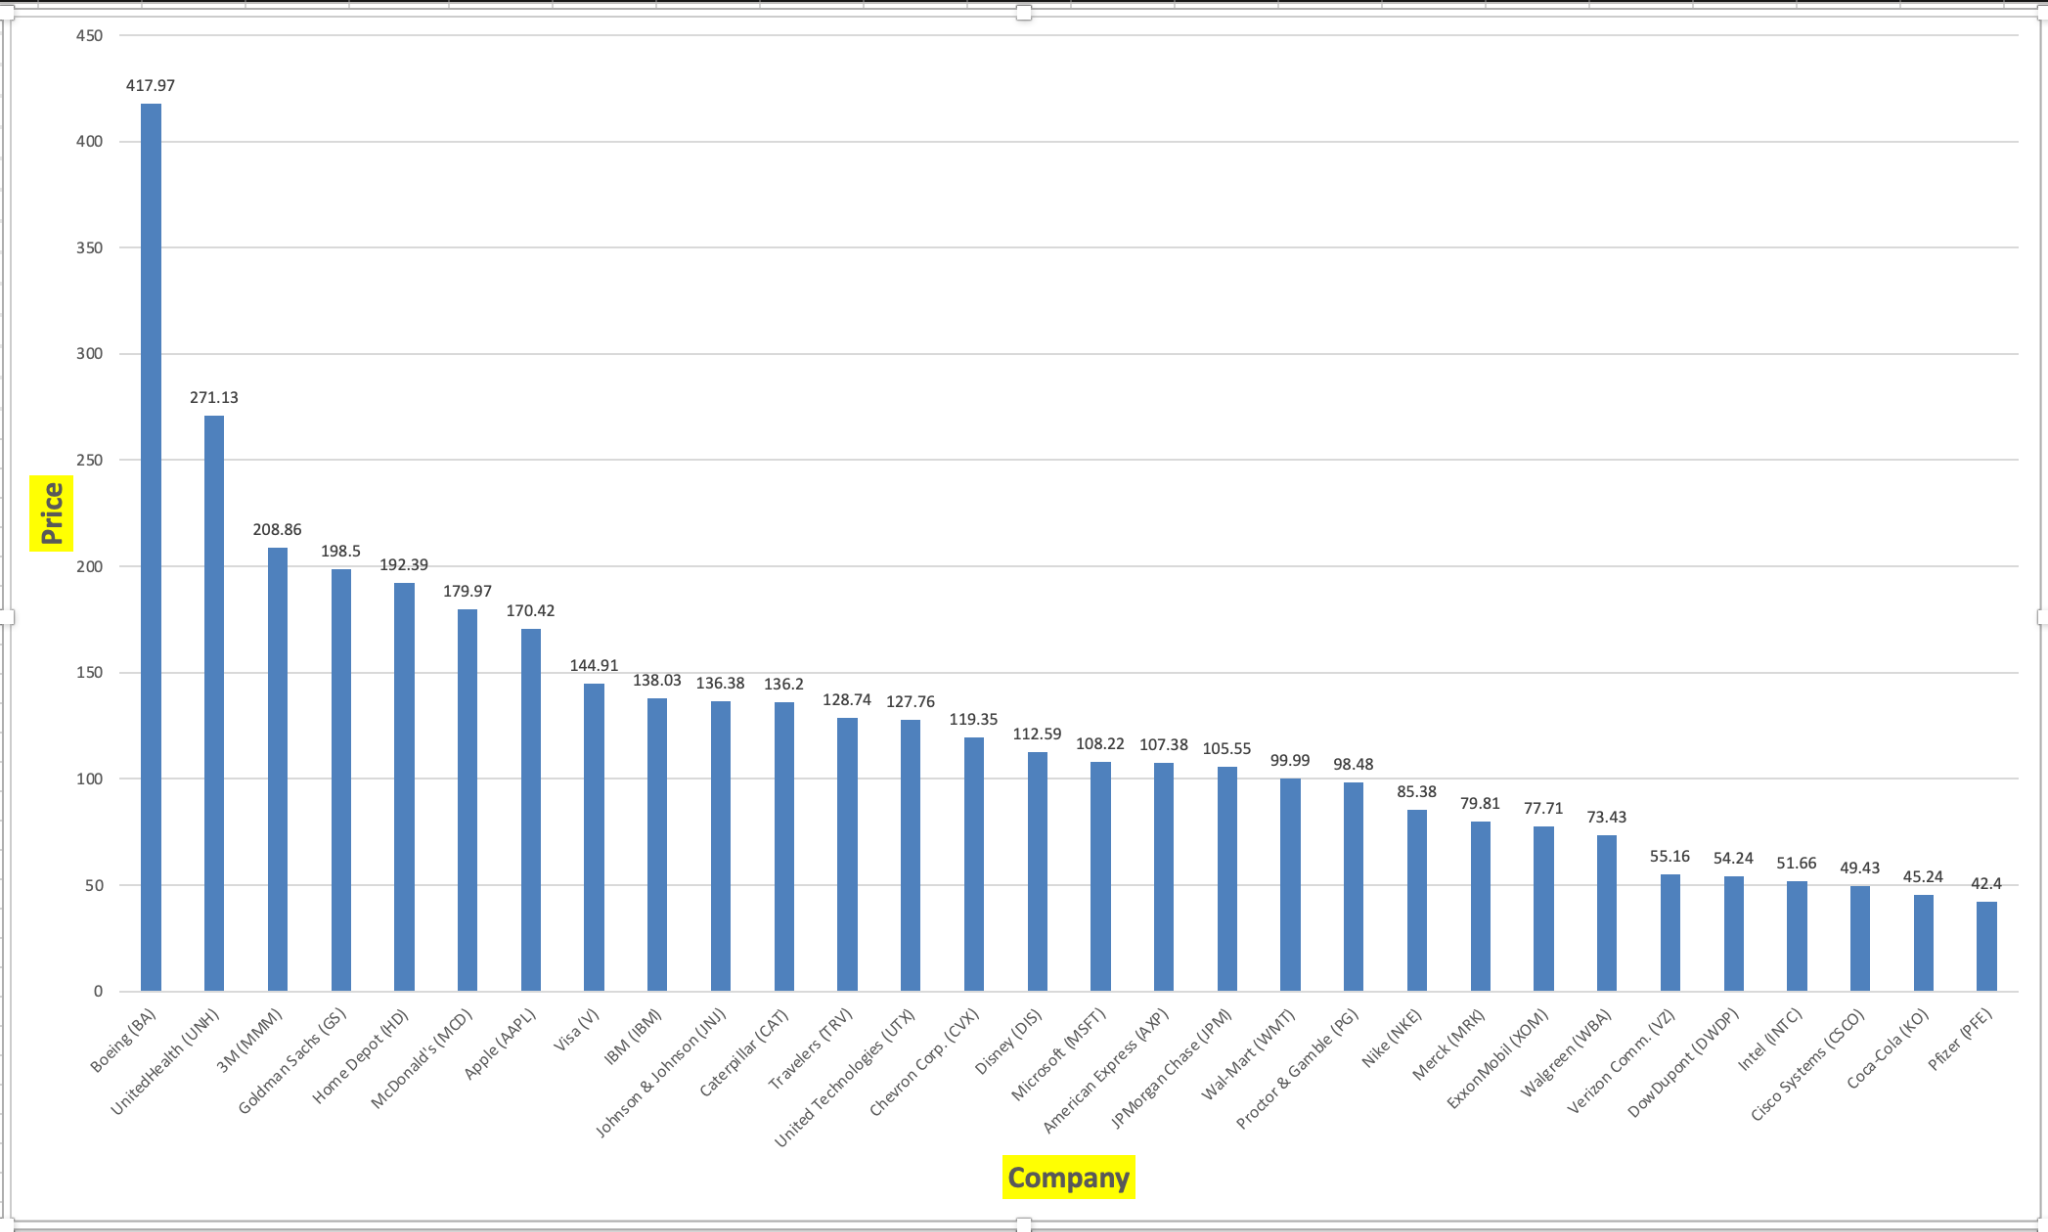 450
400
350
300
250
200
150
100
50
0
Price
417.97
271.13
208.86
198.5
192.39
179.97
170.42
144.91
138.03
136.38
136.2
128.74
127.76
119.35
112.59
108.22
107.38
105.55
99.99
98.48
85.38
79.81
77.71
73.43
55.16
54.24
51.66
49.43
45.24
42.4
Boeing (BA)
UnitedHealth (UNH)
3M (MMM)
Goldman Sachs (GS)
Home Depot (HD)
McDonald's (MCD)
Apple (AAPL)
Visa (V)
IBM (IBM)
Johnson & Johnson (JNJ)
Caterpillar (CAT)
Travelers (TRV)
United Technologies (UTX)
Chevron Corp. (CVX)
Disney (DIS)
Microsoft (MSFT)
American Express (AXP)
JPMorgan Chase (JPM)
Wal-Mart (WMT)
Proctor & Gamble (PG)
Nike (NKE)
Merck (MRK)
ExxonMobil (XOM)
Walgreen (WBA)
Verizon Comm. (VZ)
DowDupont (DWDP)
Intel (INTC)
Cisco Systems (CSCO)
Coca-Cola (KO)
Pfizer (PFE)
Company